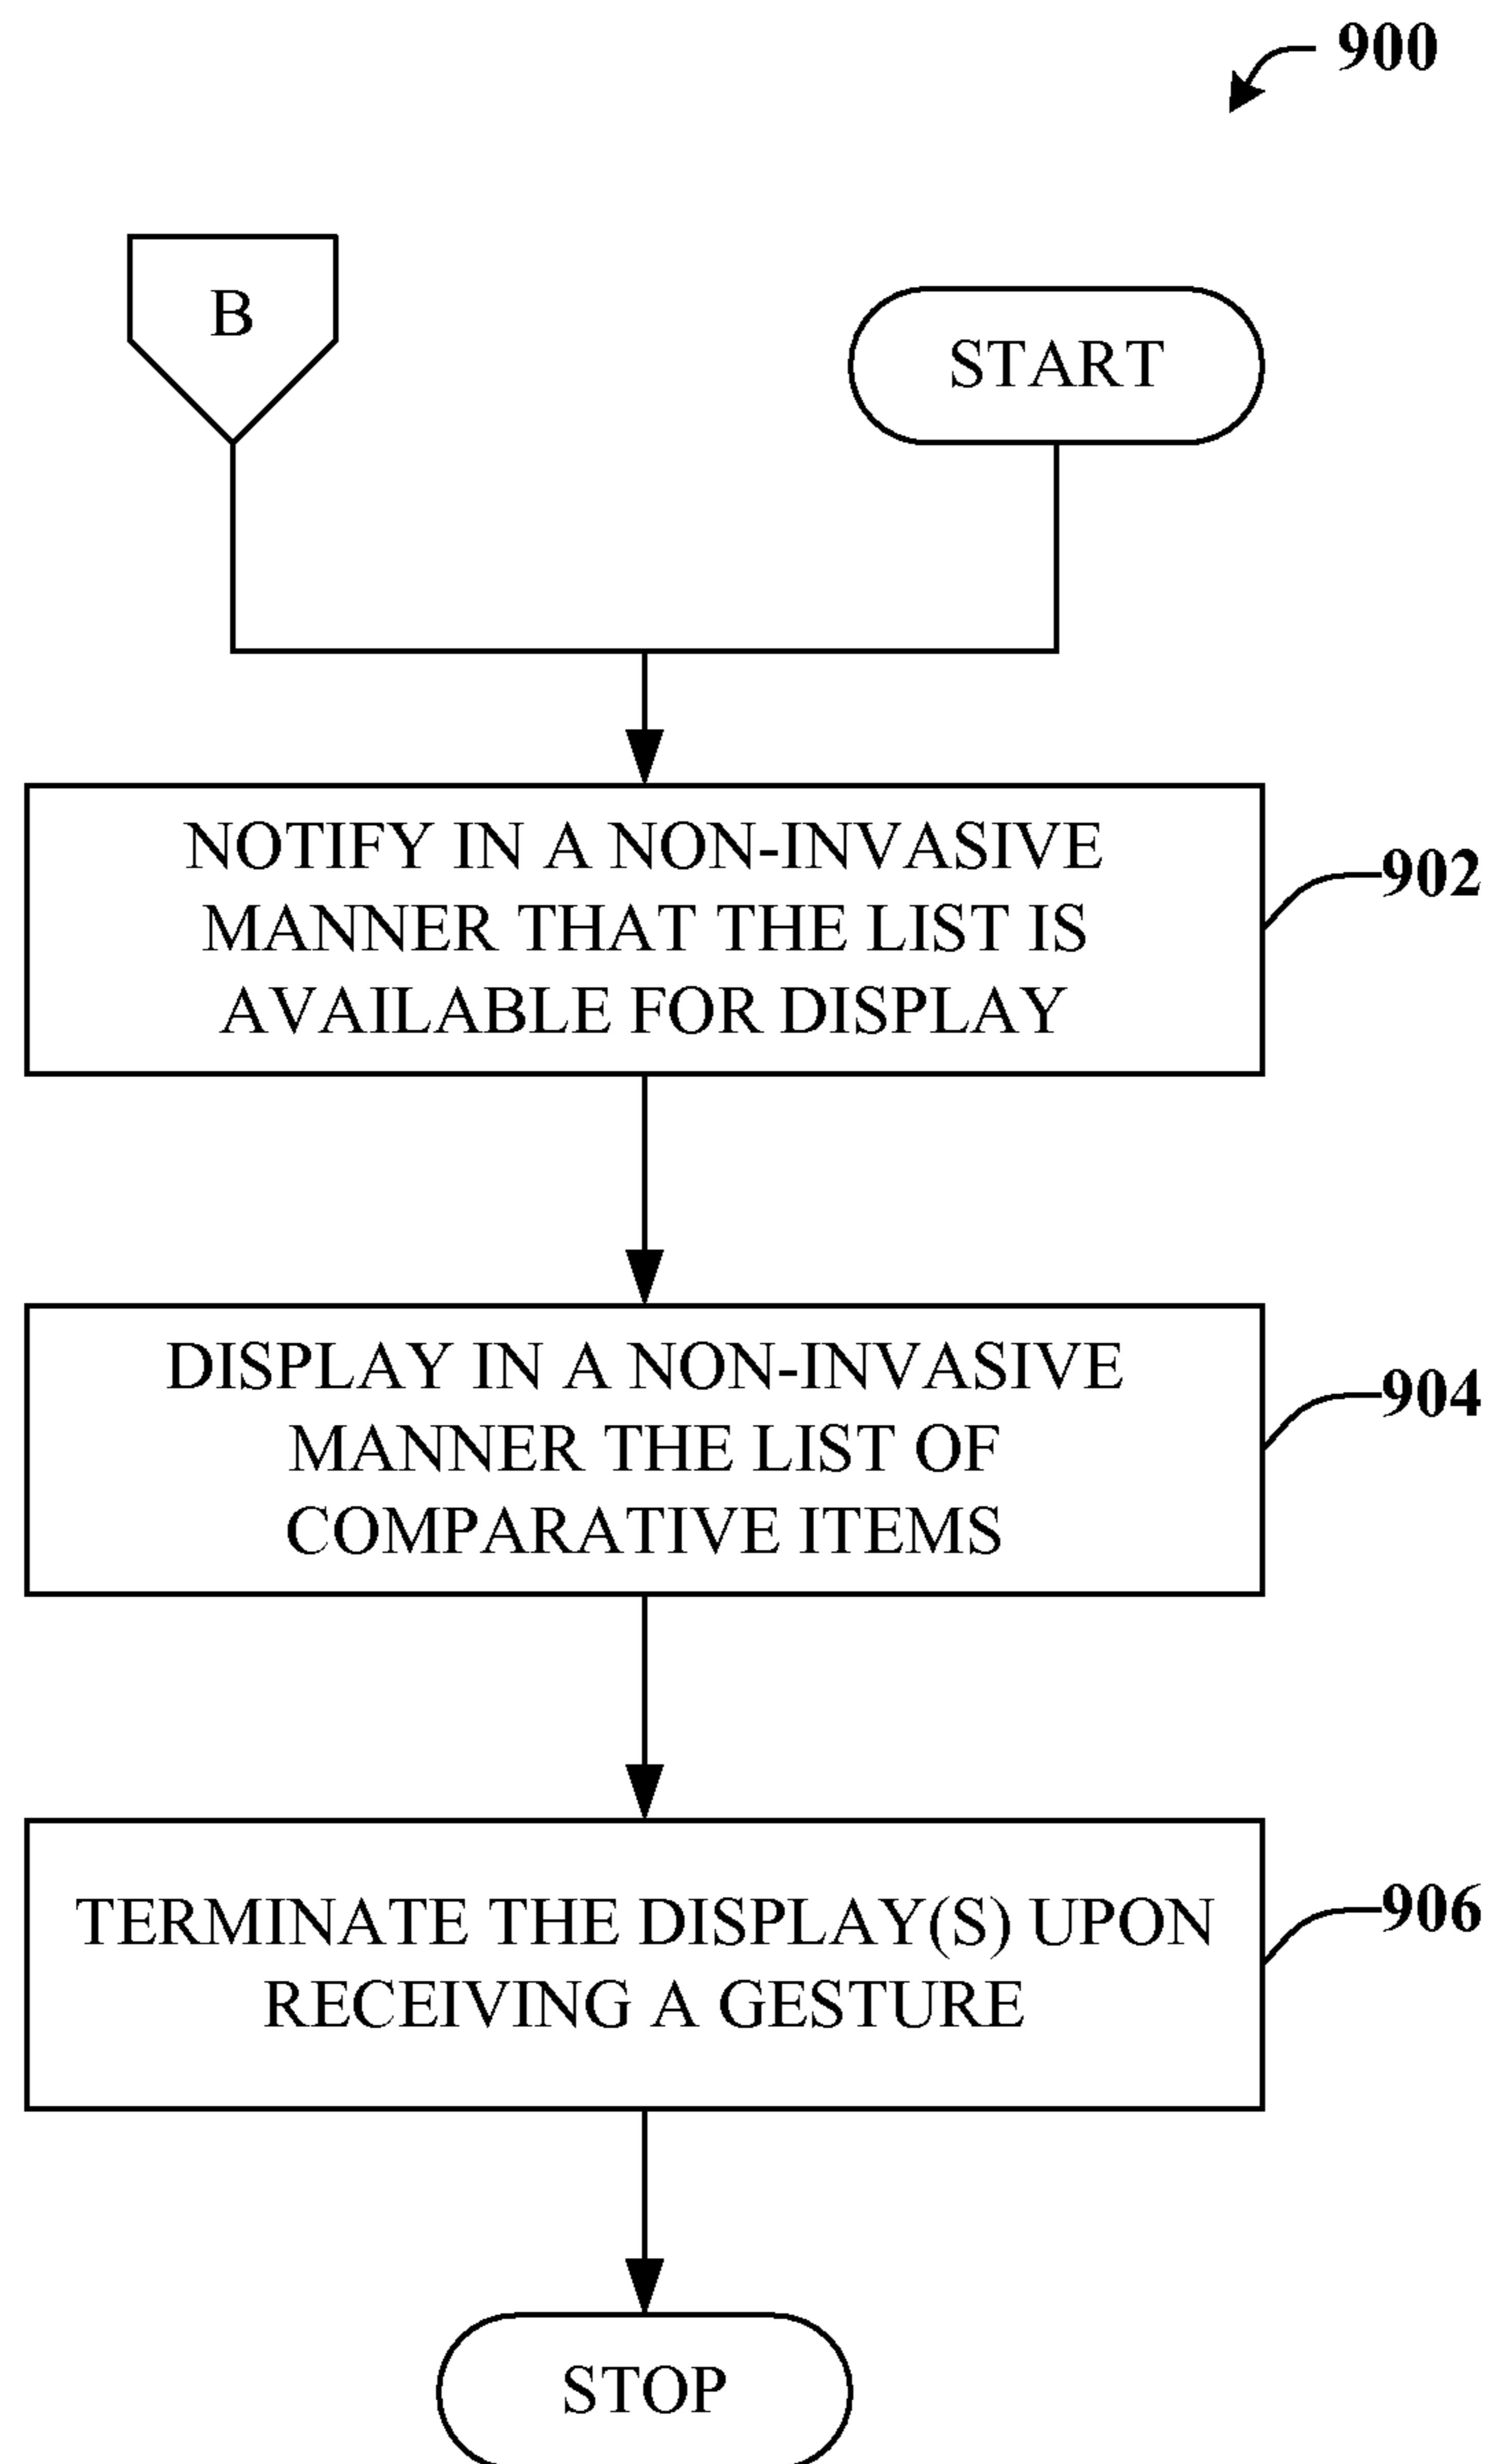 900
B
START
NOTIFY IN A NON-INVASIVE
MANNER THAT THE LIST IS
AVAILABLE FOR DISPLAY
902
DISPLAY IN A NON-INVASIVE
MANNER THE LIST OF
COMPARATIVE ITEMS
904
TERMINATE THE DISPLAY(S) UPON
RECEIVING A GESTURE
906
STOP